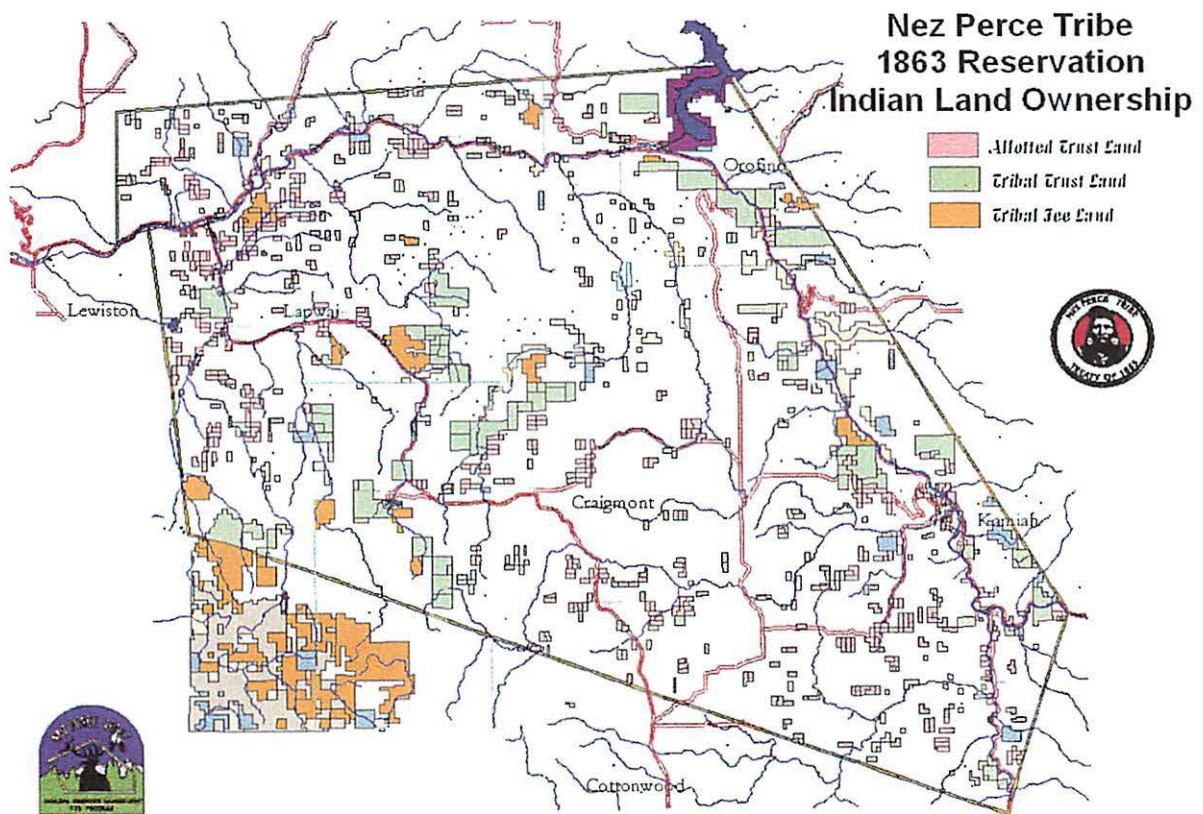 Nez Perce Tribe
1863 Reservation
Indian Land Ownership
Allotted Trust Land
Tribal Trust Land
Tribal Fee Land
Orofino
Lewiston
Lapwai
NEZ PERCE TRIBE
TREATY OF 1855
Craigmont
Kamiah
Cottonwood